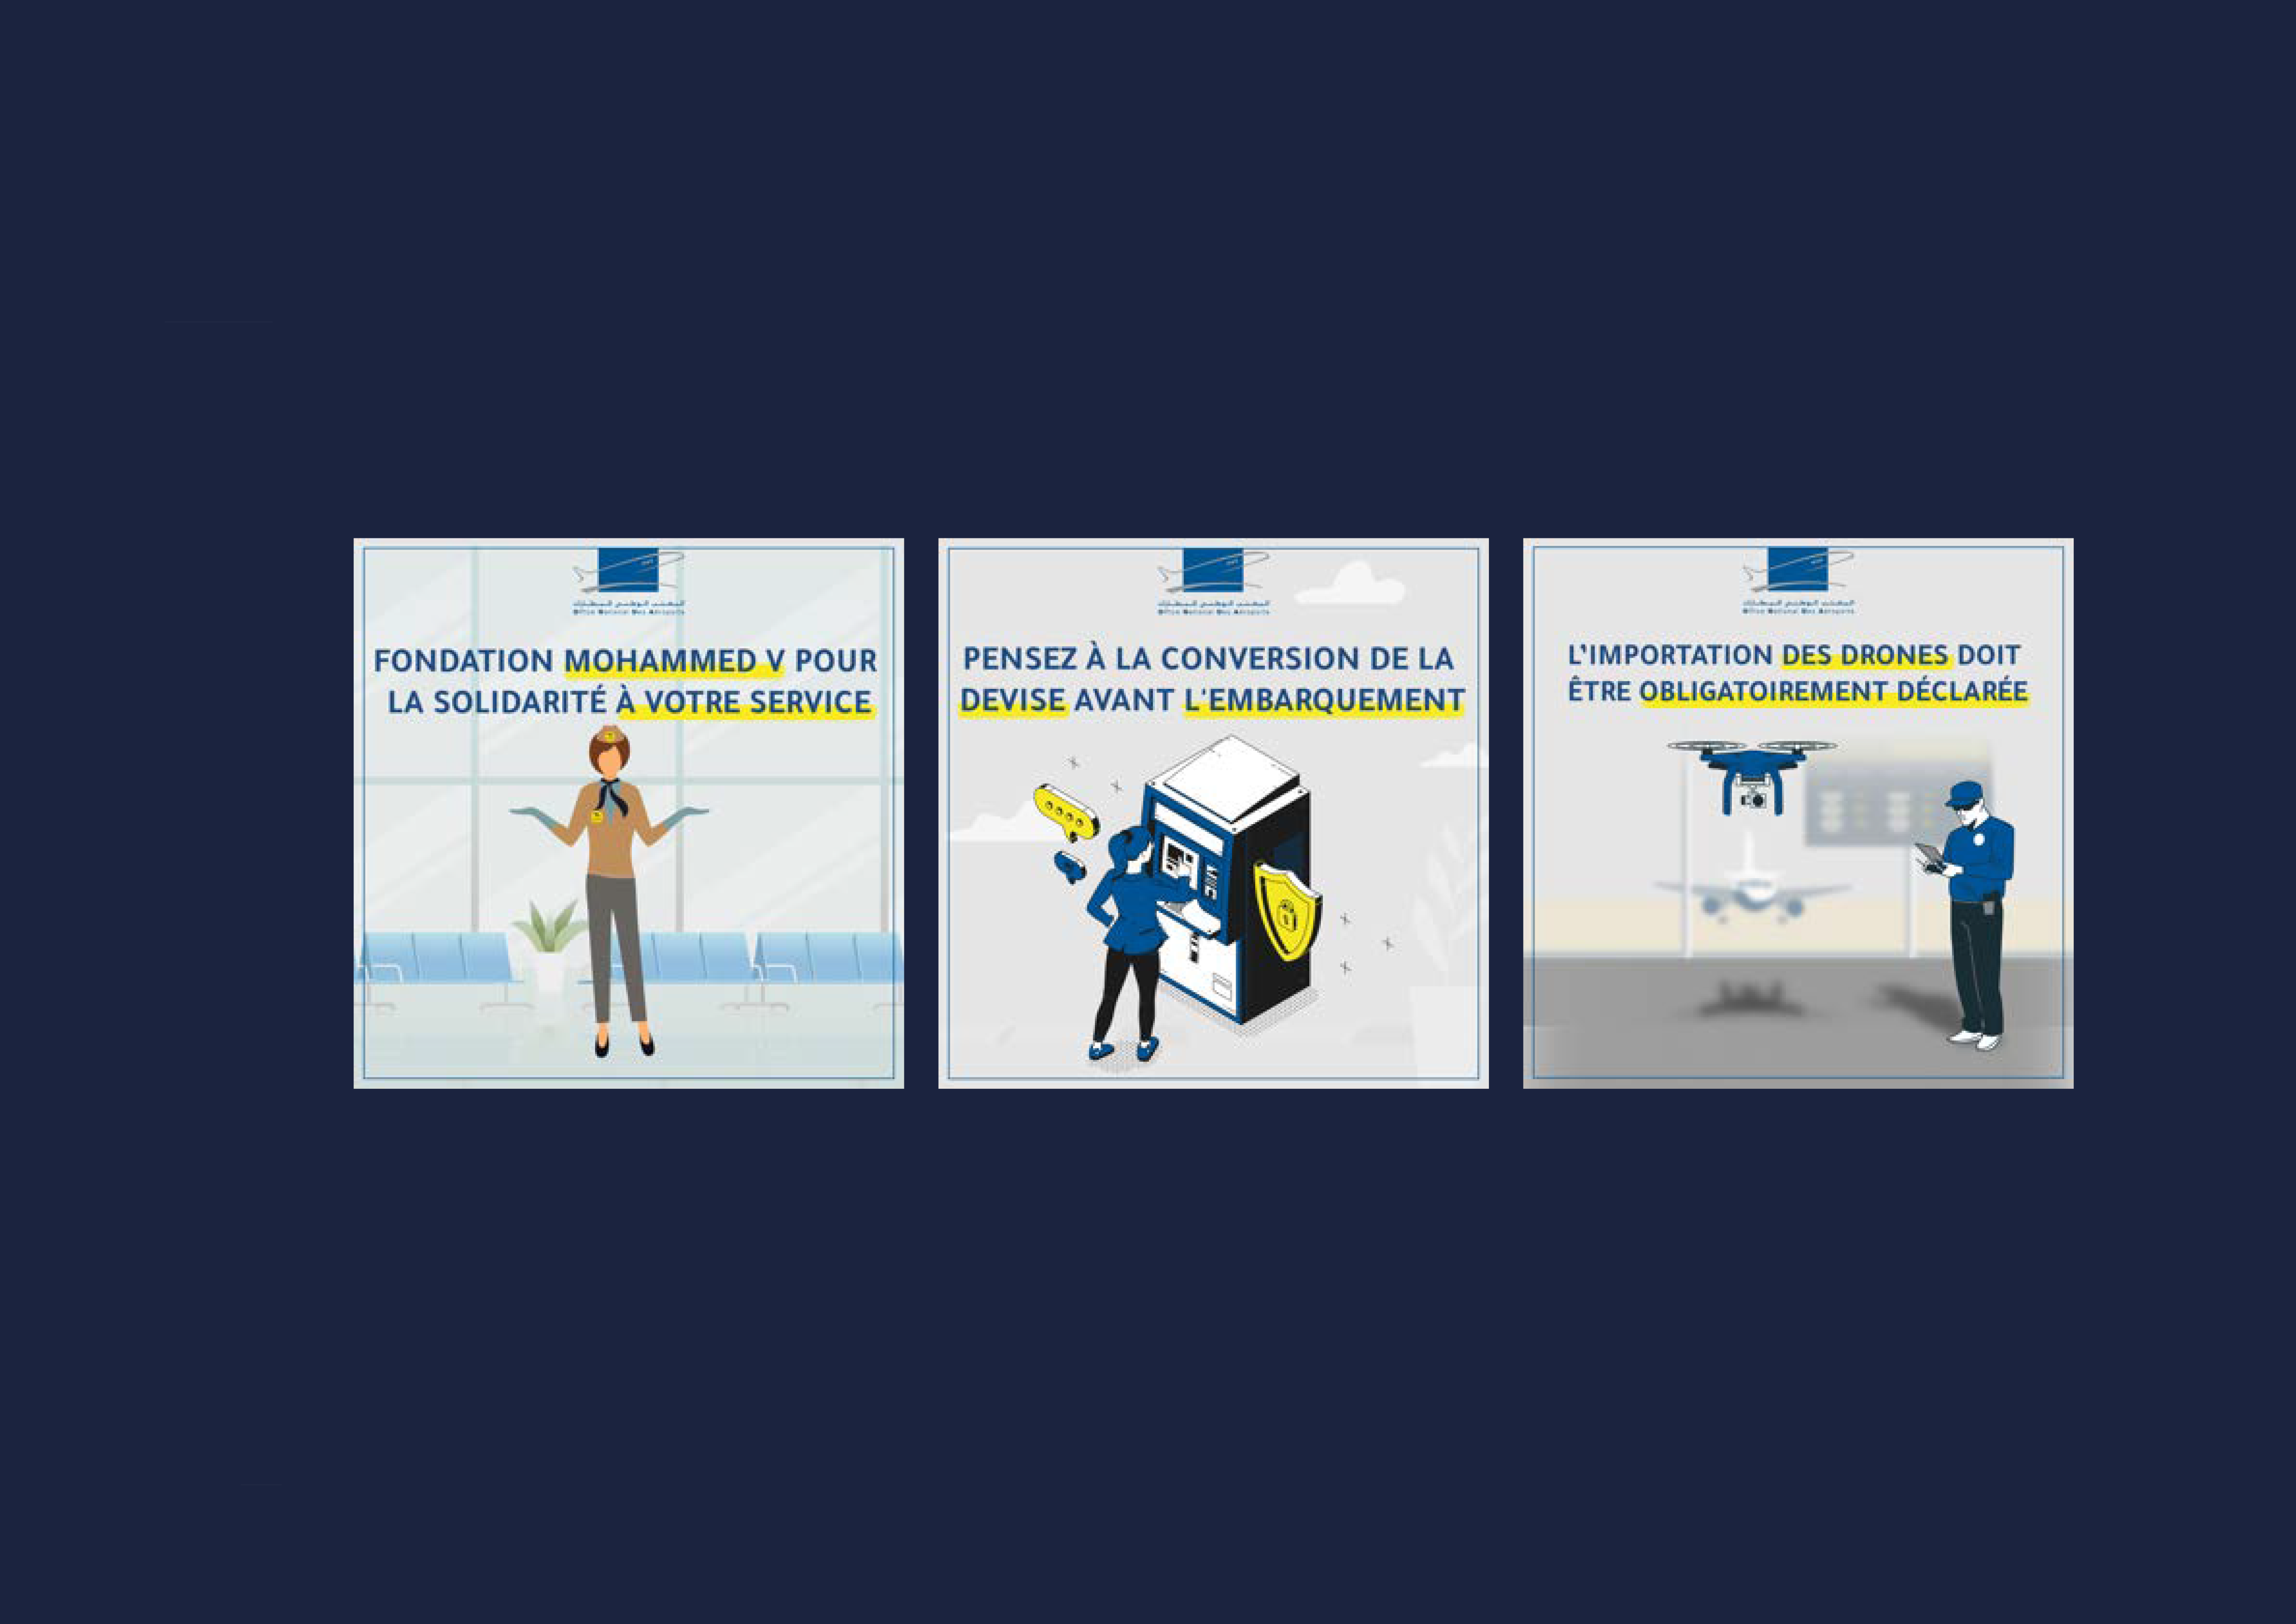 المكتب الوطني للمطارات
Office National Des Aéroports
FONDATION MOHAMMED V POUR
LA SOLIDARITÉ À VOTRE SERVICE
المكتب الوطني للمطارات
Office National Des Aéroports
PENSEZ À LA CONVERSION DE LA
DEVISE AVANT L'EMBARQUEMENT
المكتب الوطني للمطارات
Office National Des Aéroports
L'IMPORTATION DES DRONES DOIT
ÊTRE OBLIGATOIREMENT DÉCLARÉE